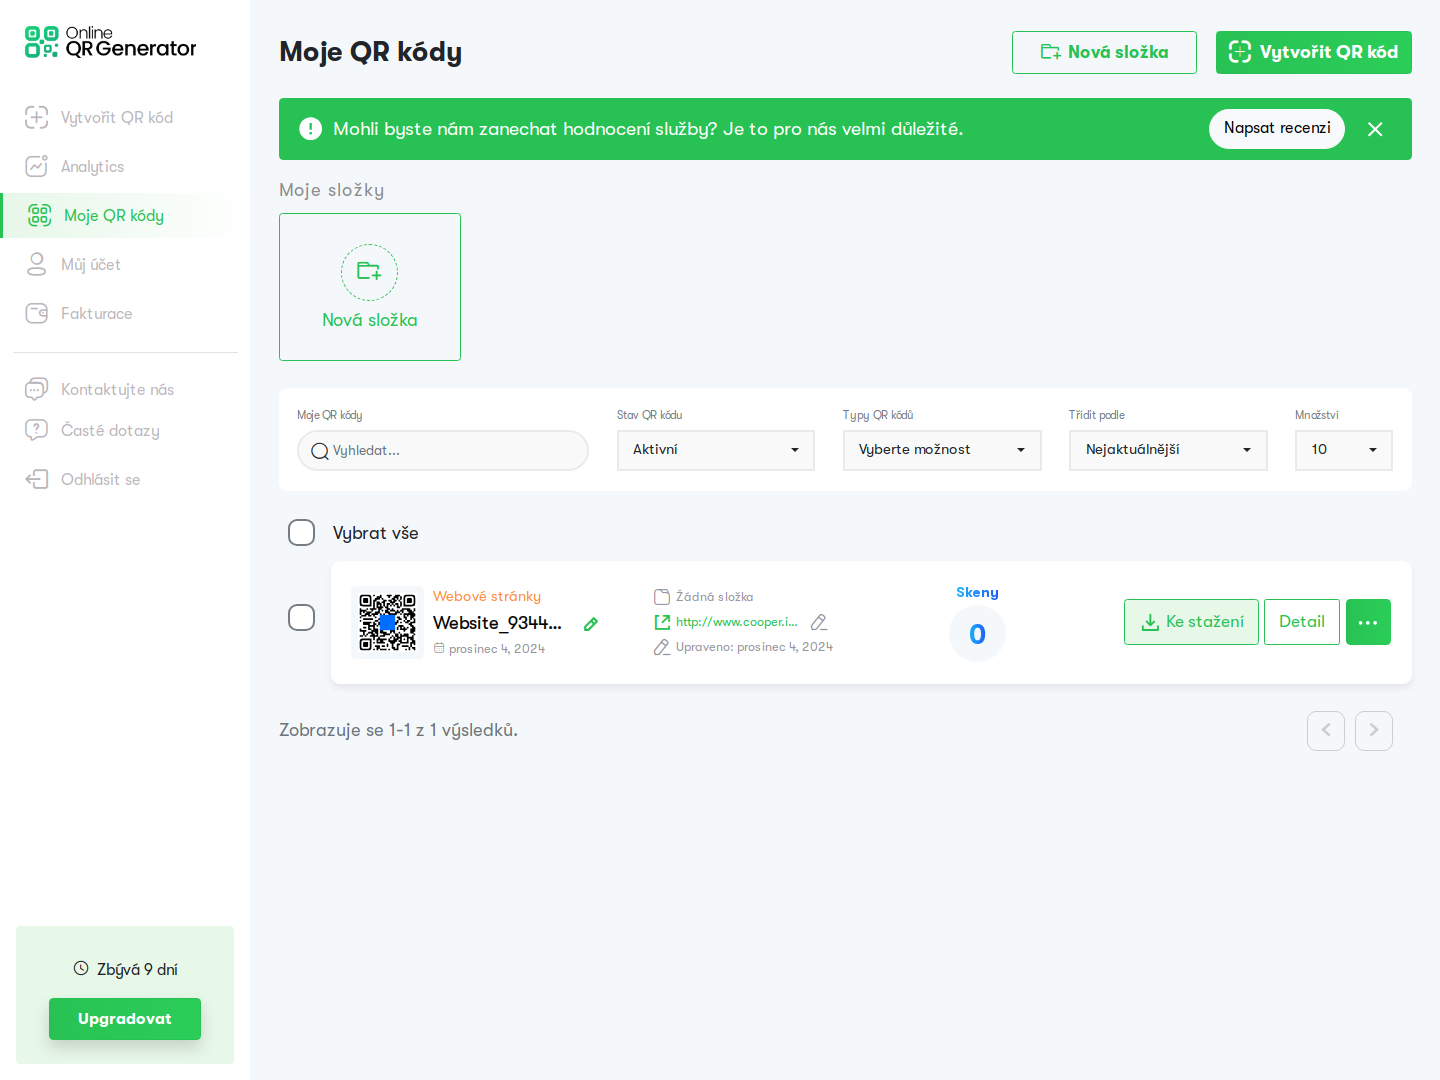 Online
QR Generator
Vytvořit QR kód
Analytics
Moje QR kódy
Můj účet
Fakturace
Kontaktujte nás
Časté dotazy
Odhlásit se
Zbývá 9 dní
Upgradovat
Moje QR kódy
Nová složka
Vytvořit QR kód
Mohli byste nám zanechat hodnocení služby? Je to pro nás velmi důležité.
Napsat recenzi
Moje složky
Nová složka
Moje QR kódy
Vyhledat...
Stav QR kódu
Aktivní
Typy QR kódů
Vyberte možnost
Třídit podle
Nejaktuálnější
Množství
10
Vybrat vše
Webové stránky
Website_9344...
prosinec 4, 2024
Žádná složka
http://www.cooper.i...
Upraveno: prosinec 4, 2024
Skeny
0
Ke stažení
Detail
Zobrazuje se 1-1 z 1 výsledků.